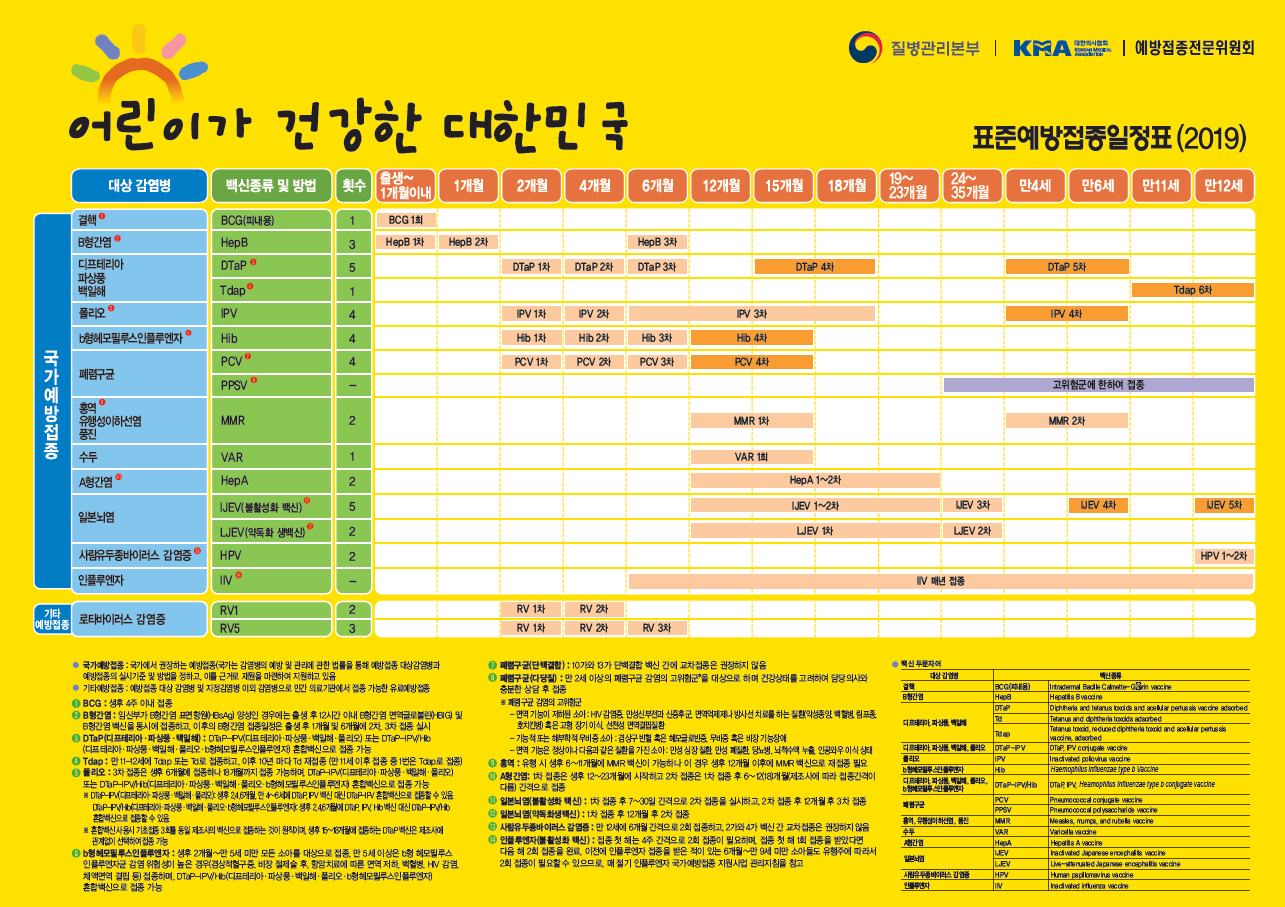 질병관리본부 | KMA 대한의사협회 KOREAN MEDICAL ASSOCIATION | 예방접종전문위원회
어린이가 건강한 대한민국
표준예방접종일정표 (2019)
대상 감염병 백신종류 및 방법 횟수 출생~1개월이내 1개월 2개월 4개월 6개월 12개월 15개월 18개월 19~23개월 24~35개월 만4세 만6세 만11세 만12세
국가예방접종
결핵 ❶ BCG(피내용) 1 BCG 1회
B형간염 ❷ HepB 3 HepB 1차 HepB 2차 HepB 3차
디프테리아
파상풍
백일해
DTaP ❸ 5 DTaP 1차 DTaP 2차 DTaP 3차 DTaP 4차 DTaP 5차
Tdap ❹ 1 Tdap 6차
폴리오 ❺ IPV 4 IPV 1차 IPV 2차 IPV 3차 IPV 4차
b형헤모필루스인플루엔자 ❻ Hib 4 Hib 1차 Hib 2차 Hib 3차 Hib 4차
폐렴구균
PCV ❼ 4 PCV 1차 PCV 2차 PCV 3차 PCV 4차
PPSV ❽ – 고위험군에 한하여 접종
홍역 ❾
유행성이하선염
풍진
MMR 2 MMR 1차 MMR 2차
수두 VAR 1 VAR 1회
A형간염 ❿ HepA 2 HepA 1~2차
일본뇌염
IJEV(불활성화 백신) ⓫ 5 IJEV 1~2차 IJEV 3차 IJEV 4차 IJEV 5차
LJEV(약독화 생백신) ⓬ 2 LJEV 1차 LJEV 2차
사람유두종바이러스 감염증 ⓭ HPV 2 HPV 1~2차
인플루엔자 IIV ⓮ – IIV 매년 접종
기타
예방접종
로타바이러스 감염증
RV1 2 RV 1차 RV 2차
RV5 3 RV 1차 RV 2차 RV 3차
● 국가예방접종 : 국가에서 권장하는 예방접종(국가는 감염병의 예방 및 관리에 관한 법률을 통해 예방접종 대상감염병과
예방접종의 실시기준 및 방법을 정하고, 이를 근거로 재원을 마련하여 지원하고 있음
● 기타예방접종 : 예방접종 대상 감염병 및 지정감염병 이외 감염병으로 민간 의료기관에서 접종 가능한 유료예방접종
❶ BCG : 생후 4주 이내 접종
❷ B형간염 : 임신부가 B형간염 표면항원(HBsAg) 양성인 경우에는 출생 후 12시간 이내 B형간염 면역글로불린(HBIG) 및
B형간염 백신을 동시에 접종하고, 이후의 B형간염 접종일정은 출생 후 1개월 및 6개월에 2차, 3차 접종 실시
❸ DTaP(디프테리아·파상풍·백일해) : DTaP-IPV(디프테리아·파상풍·백일해·폴리오) 또는 DTaP-IPV/Hib
(디프테리아·파상풍·백일해·폴리오·b형헤모필루스인플루엔자) 혼합백신으로 접종 가능
❹ Tdap : 만 11~12세에 Tdap 또는 Td로 접종하고, 이후 10년 마다 Td 재접종 (만 11세 이후 접종 중 1번은 Tdap로 접종)
❺ 폴리오 : 3차 접종은 생후 6개월에 접종하나 18개월까지 접종 가능하며, DTaP-IPV(디프테리아·파상풍·백일해·폴리오)
또는 DTaP-IPV/Hib(디프테리아·파상풍·백일해·폴리오·b형헤모필루스인플루엔자) 혼합백신으로 접종 가능
※ DTaP-IPV(디프테리아·파상풍·백일해·폴리오): 생후 2,4,6개월, 만 4~6세에 DTaP, IPV 백신 대신 DTaP-IPV 혼합백신으로 접종할 수 있음
DTaP-IPV/Hib(디프테리아·파상풍·백일해·폴리오·b형헤모필루스인플루엔자): 생후 2,4,6개월에 DTaP, IPV, Hib 백신 대신 DTaP-IPV/Hib
혼합백신으로 접종할 수 있음
※ 혼합백신 사용시 기초접종 3회를 동일 제조사의 백신으로 접종하는 것이 원칙이며, 생후 15~18개월에 접종하는 DTaP 백신은 제조사에
관계없이 선택하여 접종 가능
❻ b형헤모필루스인플루엔자 : 생후 2개월~만 5세 미만 모든 소아를 대상으로 접종, 만 5세 이상은 b형 헤모필루스
인플루엔자균 감염 위험성이 높은 경우(겸상적혈구증, 비장 절제술 후, 항암치료에 따른 면역 저하, 백혈병, HIV 감염,
체액면역 결핍 등) 접종하며, DTaP-IPV/Hib(디프테리아·파상풍·백일해·폴리오·b형헤모필루스인플루엔자)
혼합백신으로 접종 가능
❼ 폐렴구균(단백결합) : 10가와 13가 단백결합 백신 간에 교차접종은 권장하지 않음
❽ 폐렴구균(다당질) : 만 2세 이상의 폐렴구균 감염의 고위험군*을 대상으로 하며 건강상태를 고려하여 담당의사와
충분한 상담 후 접종
※ 폐렴구균 감염의 고위험군
– 면역 기능이 저하된 소아 : HIV 감염증, 만성신부전과 신증후군, 면역억제제나 방사선 치료를 하는 질환(악성종양, 백혈병, 림프종,
호치킨병) 혹은 고형 장기 이식, 선천성 면역결핍질환
– 기능적 또는 해부학적 무비증 소아 : 겸상구 빈혈 혹은 헤모글로빈증, 무비증 혹은 비장 기능장애
– 면역 기능은 정상이나 다음과 같은 질환을 가진 소아 : 만성 심장 질환, 만성 폐질환, 당뇨병, 뇌척수액 누출, 인공와우 이식 상태
❾ 홍역 : 유행 시 생후 6~11개월에 MMR 백신이 가능하나 이 경우 생후 12개월 이후에 MMR 백신으로 재접종 필요
❿ A형 간염 : 1차 접종은 생후 12~23개월에 시작하고 2차 접종은 1차 접종 후 6~12(18)개월(제조사에 따라 접종간격이
다름) 간격으로 접종
⓫ 일본뇌염(불활성화 백신) : 1차 접종 후 7~30일 간격으로 2차 접종을 실시하고, 2차 접종 후 12개월 후 3차 접종
⓬ 일본뇌염(약독화생백신) : 1차 접종 후 12개월 후 2차 접종
⓭ 사람유두종바이러스 감염증 : 만 12세에 6개월 간격으로 2회 접종하고, 2가와 4가 백신 간 교차접종은 권장하지 않음
⓮ 인플루엔자(불활성화 백신) : 접종 첫 해는 4주 간격으로 2회 접종이 필요하며, 접종 첫 해 1회 접종을 받았다면
다음 해 2회 접종을 완료, 이전에 인플루엔자 접종을 받은 적이 있는 6개월~만 9세 미만 소아들도 유행주에 따라서
2회 접종이 필요할 수 있으므로, 매 절기 인플루엔자 국가예방접종 지원사업 관리지침을 참고
● 백신 두문자어
대상 감염병 백신종류
결핵 BCG(피내용) Intradermal Bacille Calmette-Guérin vaccine
B형간염 HepB Hepatitis B vaccine
디프테리아, 파상풍, 백일해
DTaP Diphtheria and tetanus toxoids and acellular pertussis vaccine adsorbed
Td Tetanus and diphtheria toxoids adsorbed
Tdap Tetanus toxoid, reduced diphtheria toxoid and acellular pertussis
vaccine, adsorbed
디프테리아, 파상풍, 백일해, 폴리오 DTaP-IPV DTaP, IPV conjugate vaccine
폴리오 IPV Inactivated poliovirus vaccine
b형헤모필루스인플루엔자 Hib Haemophilus influenzae type b Vaccine
디프테리아, 파상풍, 백일해, 폴리오,
b형헤모필루스인플루엔자 DTaP-IPV/Hib DTaP, IPV, Haemophilus influenzae type b conjugate vaccine
폐렴구균
PCV Pneumococcal conjugate vaccine
PPSV Pneumococcal polysaccharide vaccine
홍역, 유행성이하선염, 풍진 MMR Measles, mumps, and rubella vaccine
수두 VAR Varicella vaccine
A형간염 HepA Hepatitis A vaccine
일본뇌염
IJEV Inactivated Japanese encephalitis vaccine
LJEV Live-attenuated Japanese encephalitis vaccine
사람유두종바이러스 감염증 HPV Human papillomavirus vaccine
인플루엔자 IIV Inactivated influenza vaccine